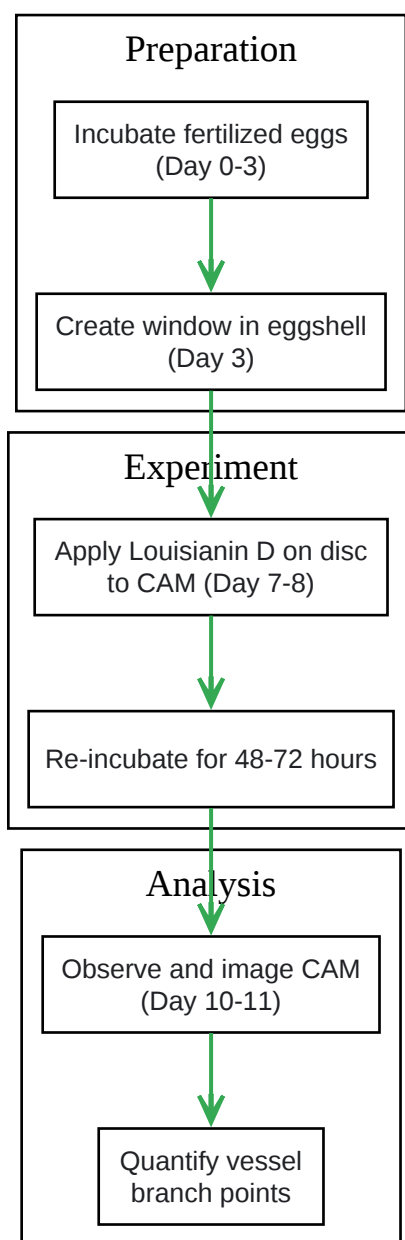 Preparation
Incubate fertilized eggs
(Day 0-3)
Create window in eggshell
(Day 3)
Experiment
Apply Louisianin D on disc
to CAM (Day 7-8)
Re-incubate for 48-72 hours
Analysis
Observe and image CAM
(Day 10-11)
Quantify vessel
branch points